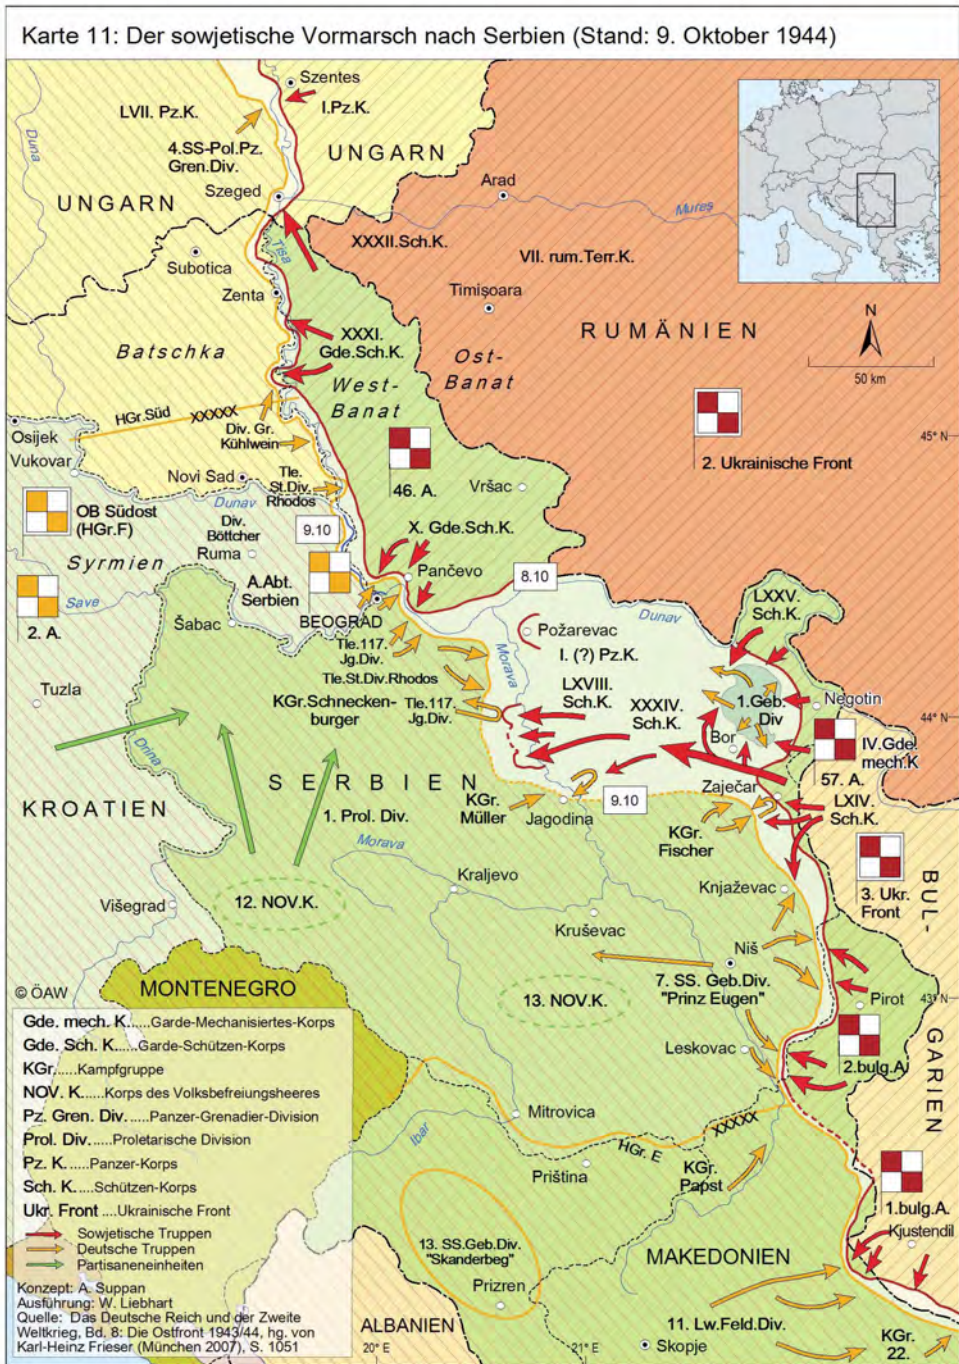 Karte 11: Der sowjetische Vormarsch nach Serbien (Stand: 9. Oktober 1944)
Szentes
I.Pz.K.
LVII. Pz.K.
Duna
4.SS-Pol.Pz.
Gren.Div.
UNGARN
Szeged
UNGARN
Arad
Mureş
Tisa
XXXII.Sch.K.
VII. rum.Terr.K.
Subotica
Zenta
Timişoara
RUMÄNIEN
N
50 km
XXXI.
Gde.Sch.K.
Batschka
Ost-
Banat
West-
Banat
HGr.Süd
XXXXX
Div. Gr.
Kühlwein
Osijek
Vukovar
45° N
2. Ukrainische Front
46. A.
Novi Sad
Tle.
St.Div.
Rhodos
Vršac
OB Südost
(HGr.F)
Dunav
Div.
Böttcher
Ruma
9.10
X. Gde.Sch.K.
Syrmien
A.Abt.
Serbien
Pančevo
8.10
2. A.
Save
Šabac
BEOGRAD
LXXV.
Sch.K.
Dunav
Požarevac
I. (?) Pz.K.
Tle.117.
Jg.Div.
Tle.St.Div.Rhodos
Morava
Tuzla
KGr.Schnecken-
burger
Tle.117.
Jg.Div.
LXVIII.
Sch.K.
XXXIV.
Sch.K.
1.Geb.
Div
Negotin
44° N
Bor
IV.Gde.
mech.K
57. A.
Drina
SERBIEN
Zaječar
9.10
KROATIEN
1. Prol. Div.
KGr.
Müller
Jagodina
LXIV.
Sch.K.
KGr.
Fischer
Morava
Kraljevo
Knjaževac
3. Ukr.
Front
BUL-
GARIEN
12. NOV.K.
Višegrad
Kruševac
Niš
MONTENEGRO
13. NOV.K.
7. SS. Geb.Div.
"Prinz Eugen"
Pirot
43° N
© ÖAW
Leskovac
2.bulg.A.
Mitrovica
Ibar
XXXXX
HGr. E
Priština
KGr.
Papst
1.bulg.A.
Kjustendil
13. SS.Geb.Div.
"Skanderbeg"
Prizren
MAKEDONIEN
ALBANIEN
11. Lw.Feld.Div.
Skopje
KGr.
22.
20° E
21° E
Gde. mech. K.....Garde-Mechanisiertes-Korps
Gde. Sch. K.....Garde-Schützen-Korps
KGr......Kampfgruppe
NOV. K......Korps des Volksbefreiungsheeres
Pz. Gren. Div. .....Panzer-Grenadier-Division
Prol. Div......Proletarische Division
Pz. K......Panzer-Korps
Sch. K.....Schützen-Korps
Ukr. Front ....Ukrainische Front
Sowjetische Truppen
Deutsche Truppen
Partisaneneinheiten
Konzept: A. Suppan
Ausführung: W. Liebhart
Quelle: Das Deutsche Reich und der Zweite
Weltkrieg, Bd. 8: Die Ostfront 1943/44, hg. von
Karl-Heinz Frieser (München 2007), S. 1051